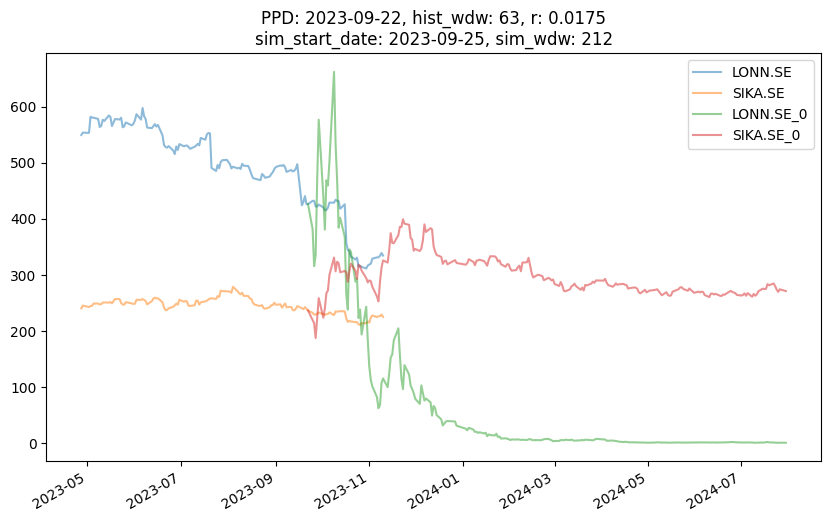 PPD: 2023-09-22, hist_wdw: 63, r: 0.0175
sim_start_date: 2023-09-25, sim_wdw: 212
LONN.SE
SIKA.SE
LONN.SE_0
SIKA.SE_0
600
500
400
300
200
100
0
2023-05
2023-07
2023-09
2023-11
2024-01
2024-03
2024-05
2024-07